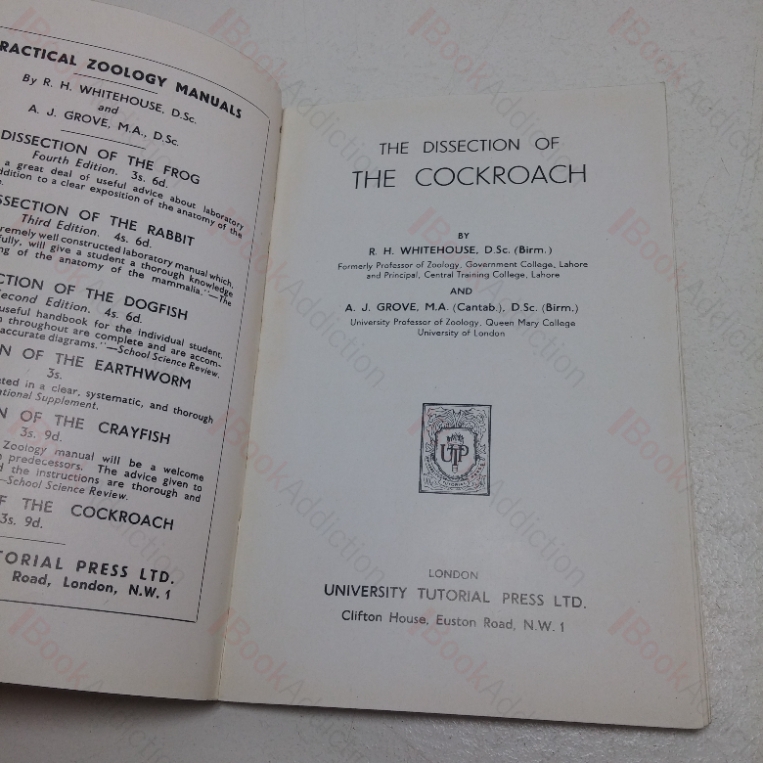 RACTICAL ZOOLOGY MANUALS
By R. H. WHITEHOUSE, D.Sc.
and
A. J. GROVE, M.A., D.Sc.
DISSECTION OF THE FROG
Fourth Edition. 3s. 6d.
a great deal of useful advice about laboratory
ddition to a clear exposition of the anatomy of the
SSECTION OF THE RABBIT
Third Edition. 4s. 6d.
xtremely well constructed laboratory manual which,
fully, will give a student a thorough knowledge
ng of the anatomy of the mammalia."—The
CTION OF THE DOGFISH
Second Edition. 4s. 6d.
useful handbook for the individual student.
throughout are complete and are accom-
accurate diagrams."—School Science Review.
N OF THE EARTHWORM
3s.
ted in a clear, systematic, and thorough
ational Supplement.
N OF THE CRAYFISH
3s. 9d.
Zoology manual will be a welcome
predecessors. The advice given to
d the instructions are thorough and
—School Science Review.
OF THE COCKROACH
3s. 9d.
TORIAL PRESS LTD.
Road, London, N.W. 1
THE DISSECTION OF
THE COCKROACH
BY
R. H. WHITEHOUSE, D.Sc. (Birm.)
Formerly Professor of Zoology, Government College, Lahore
and Principal, Central Training College, Lahore
AND
A. J. GROVE, M.A. (Cantab.), D.Sc. (Birm.)
University Professor of Zoology, Queen Mary College
University of London
UTP
LONDON
UNIVERSITY TUTORIAL PRESS LTD.
Clifton House, Euston Road, N.W. 1
BookAddiction